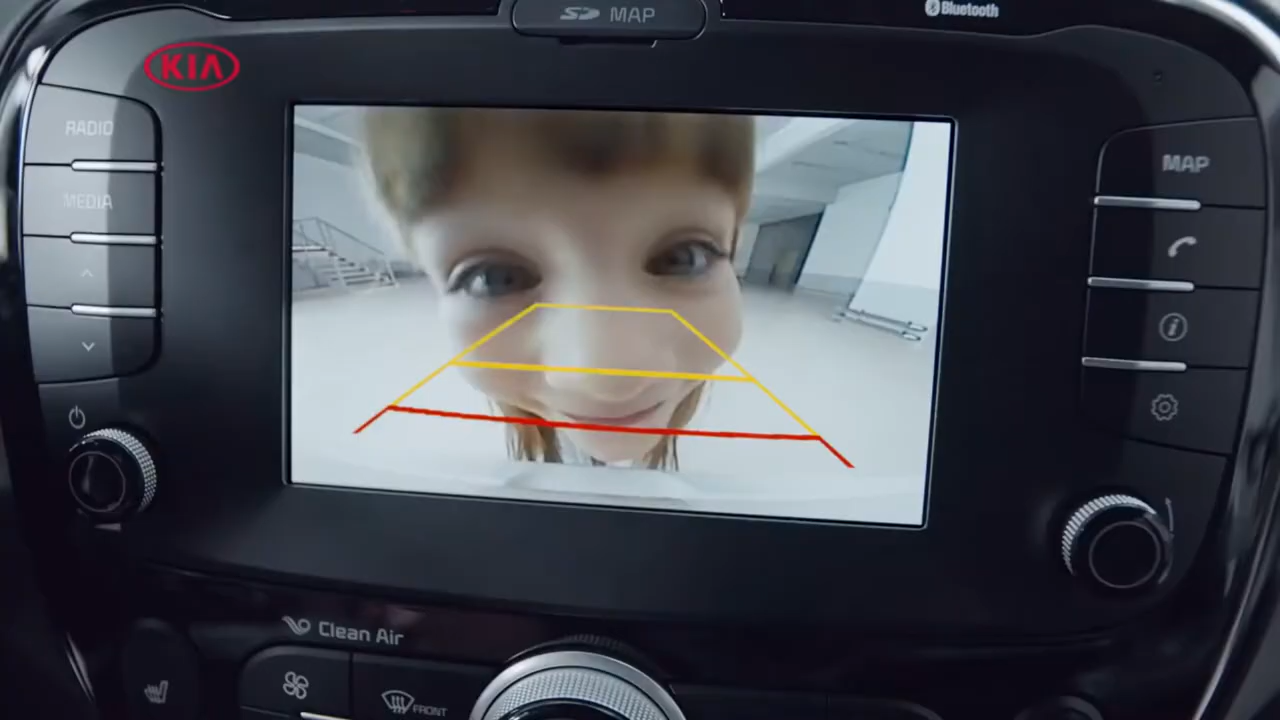 SD MAP
Bluetooth
KIA
RADIO
MEDIA
MAP
Clean Air
FRONT